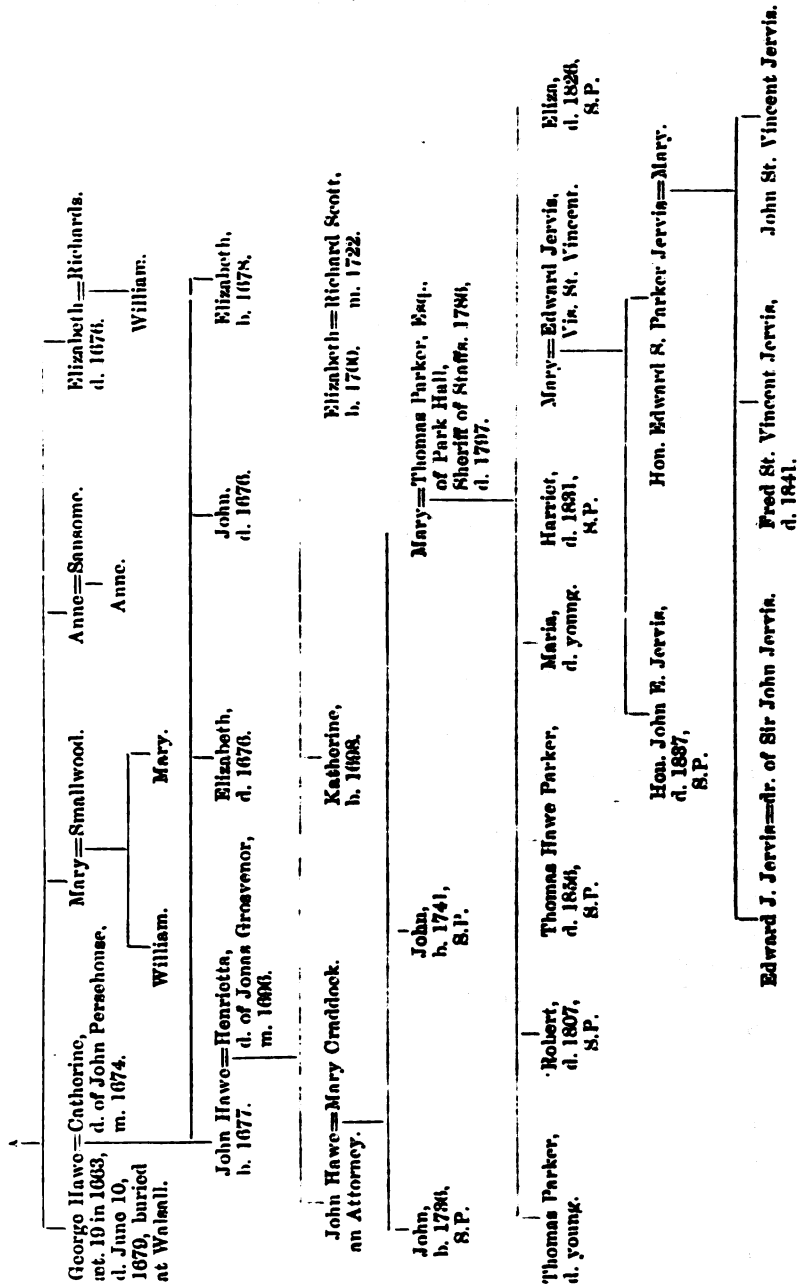 A
George Hawe=Catherine,
æt. 19 in 1663, d. of John Persehouse,
d. June 10, m. 1674.
1679, buried
at Walsall.
Mary=Smallwood.
William. Mary.
Anne=Sansome.
Anne.
Elizabeth=Richards.
d. 1676.
William.
John Hawe=Henrietta,
b. 1677. d. of Jonas Grosvenor,
m. 1696.
Elizabeth,
d. 1676.
John,
d. 1676.
Elizabeth,
b. 1678.
John Hawe=Mary Craddock.
an Attorney.
Katherine,
b. 1698.
Elizabeth=Richard Scott,
b. 1700. m. 1722.
John,
b. 1736,
S.P.
John,
b. 1741,
S.P.
Mary=Thomas Parker, Esq.,
of Park Hall,
Sheriff of Staffs. 1786,
d. 1797.
Thomas Parker,
d. young.
Robert,
d. 1807,
S.P.
Thomas Hawe Parker,
d. 1856,
S.P.
Maria,
d. young.
Harriet,
d. 1831,
S.P.
Mary=Edward Jervis,
Vis. St. Vincent.
Eliza,
d. 1826,
S.P.
Hon. John E. Jervis,
d. 1887,
S.P.
Hon. Edward S. Parker Jervis=Mary.
Edward J. Jervis=dr. of Sir John Jervis.
Fred St. Vincent Jervis,
d. 1841.
John St. Vincent Jervis.